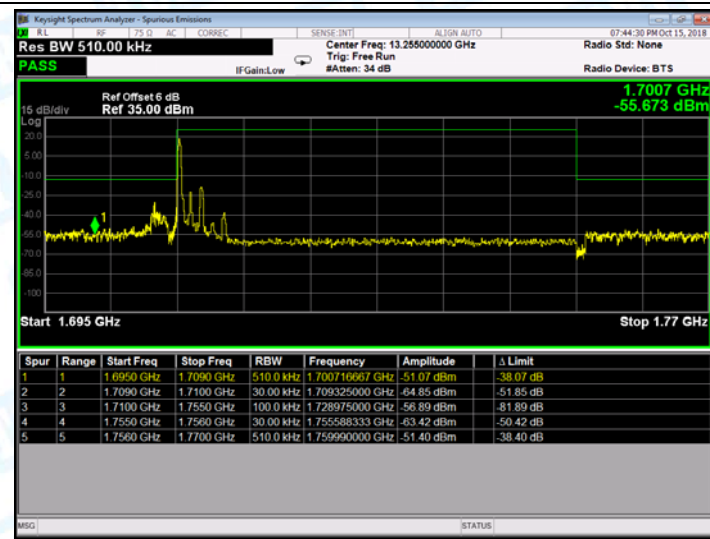 Keysight Spectrum Analyzer - Spurious Emissions
RL RF 75 Ω AC CORREC SENSE:INT ALIGN AUTO 07:44:30 PM Oct 15, 2018
Res BW 510.00 kHz Center Freq: 13.255000000 GHz Radio Std: None
Trig: Free Run
PASS IFGain:Low #Atten: 34 dB Radio Device: BTS
1.7007 GHz
Ref Offset 6 dB
15 dB/div Ref 35.00 dBm -55.673 dBm
Log
20.0
5.00
-10.0
-25.0
-40.0
1
-55.0
-70.0
-85.0
-100
Start 1.695 GHz Stop 1.77 GHz
Spur Range Start Freq Stop Freq RBW Frequency Amplitude Δ Limit
1 1 1.6950 GHz 1.7090 GHz 510.0 kHz 1.700716667 GHz -51.07 dBm -38.07 dB
2 2 1.7090 GHz 1.7100 GHz 30.00 kHz 1.709325000 GHz -64.85 dBm -51.85 dB
3 3 1.7100 GHz 1.7550 GHz 100.0 kHz 1.728975000 GHz -56.89 dBm -81.89 dB
4 4 1.7550 GHz 1.7560 GHz 30.00 kHz 1.755588333 GHz -63.42 dBm -50.42 dB
5 5 1.7560 GHz 1.7700 GHz 510.0 kHz 1.759990000 GHz -51.40 dBm -38.40 dB
MSG STATUS